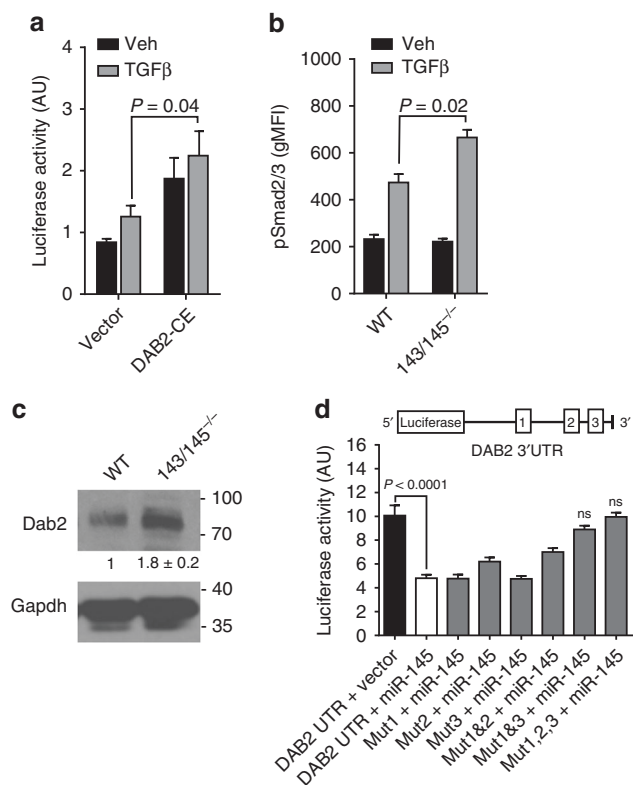 a
Veh
TGFβ
P = 0.04
Luciferase activity (AU)
4
3
2
1
0
Vector
DAB2-CE
b
Veh
TGFβ
P = 0.02
pSmad2/3 (gMFI)
1000
800
600
400
200
0
WT
143/145−/−
c
WT
143/145−/−
Dab2
100
70
1
1.8 ± 0.2
Gapdh
40
35
d
5′
Luciferase
1
2
3
3′
DAB2 3′UTR
P < 0.0001
ns
ns
Luciferase activity (AU)
16
14
12
10
8
6
4
2
0
DAB2 UTR + vector
DAB2 UTR + miR-145
Mut1 + miR-145
Mut2 + miR-145
Mut3 + miR-145
Mut1&2 + miR-145
Mut1&3 + miR-145
Mut1,2,3 + miR-145